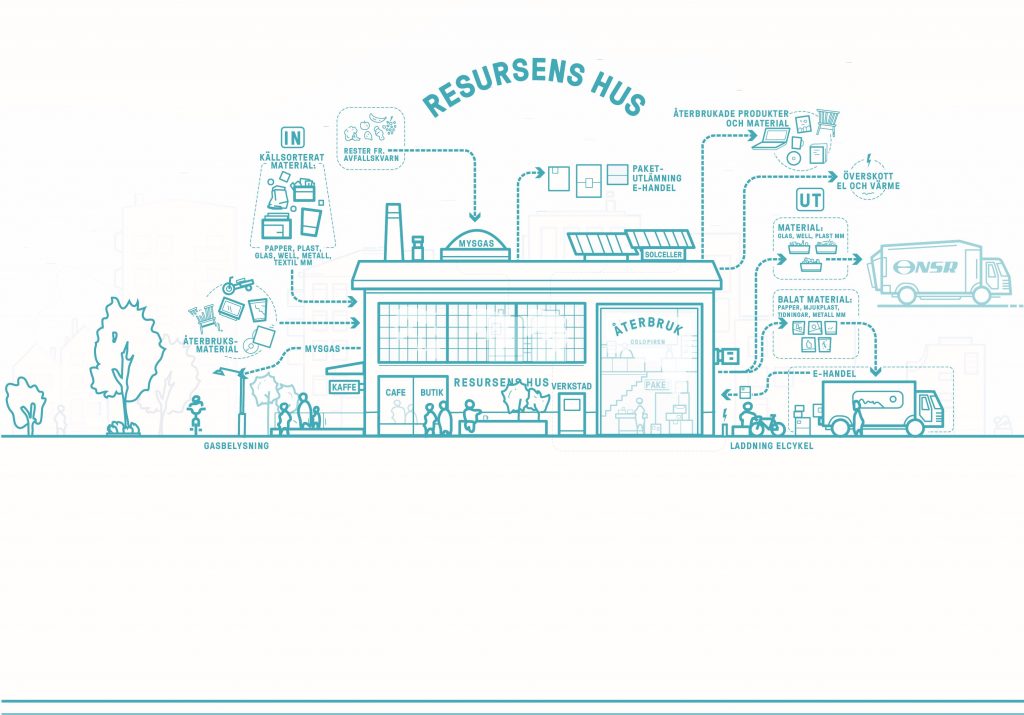 RESURSENS HUS
IN
KÄLLSORTERAT
MATERIAL:
PAPPER, PLAST,
GLAS, WELL, METALL,
TEXTIL MM
RESTER FR.
AVFALLSKVARN
MYSGAS
PAKET-
UTLÄMNING
E-HANDEL
ÅTERBRUKADE PRODUKTER
OCH MATERIAL
ÖVERSKOTT
EL OCH VÄRME
UT
MATERIAL:
GLAS, WELL, PLAST MM
NSR
BALAT MATERIAL:
PAPPER, MJUKPLAST,
TIDNINGAR, METALL MM
SOLCELLER
ÅTERBRUKS-
MATERIAL
MYSGAS
KAFFE
CAFE
BUTIK
RESURSENS HUS
VERKSTAD
ÅTERBRUK
PAKE
E-HANDEL
GASBELYSNING
LADDNING ELCYKEL